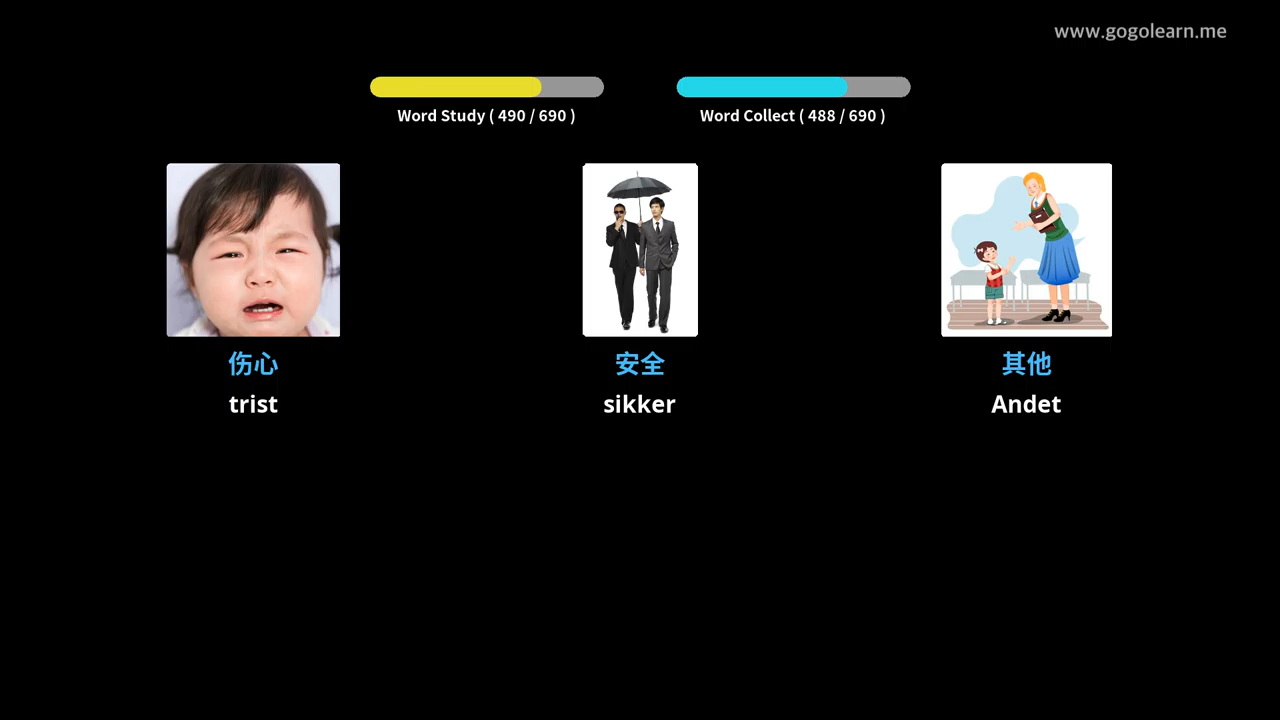 www.gogolearn.me
Word Study ( 490 / 690 )
Word Collect ( 488 / 690 )
伤心
安全
其他
trist
sikker
Andet